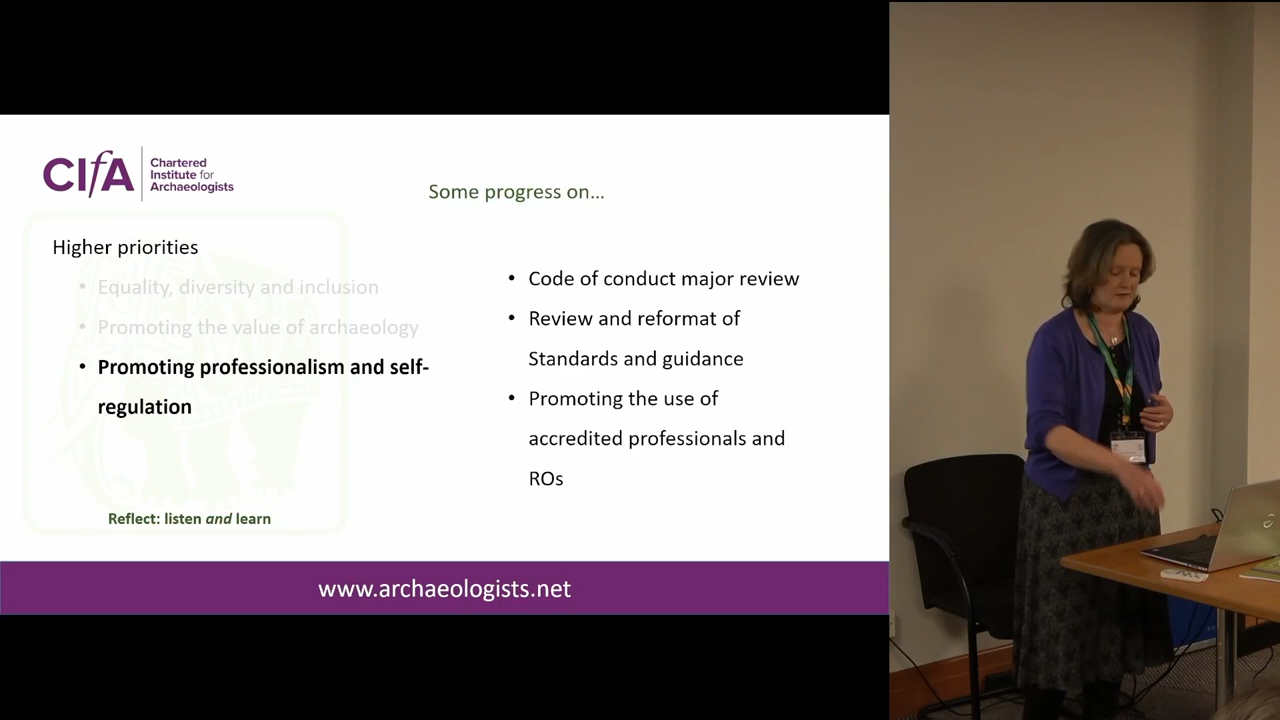 CIfA
Chartered
Institute for
Archaeologists
Some progress on...
Higher priorities
• Equality, diversity and inclusion
• Promoting the value of archaeology
• Promoting professionalism and self-
regulation
Reflect: listen and learn
• Code of conduct major review
• Review and reformat of
Standards and guidance
• Promoting the use of
accredited professionals and
ROs
www.archaeologists.net